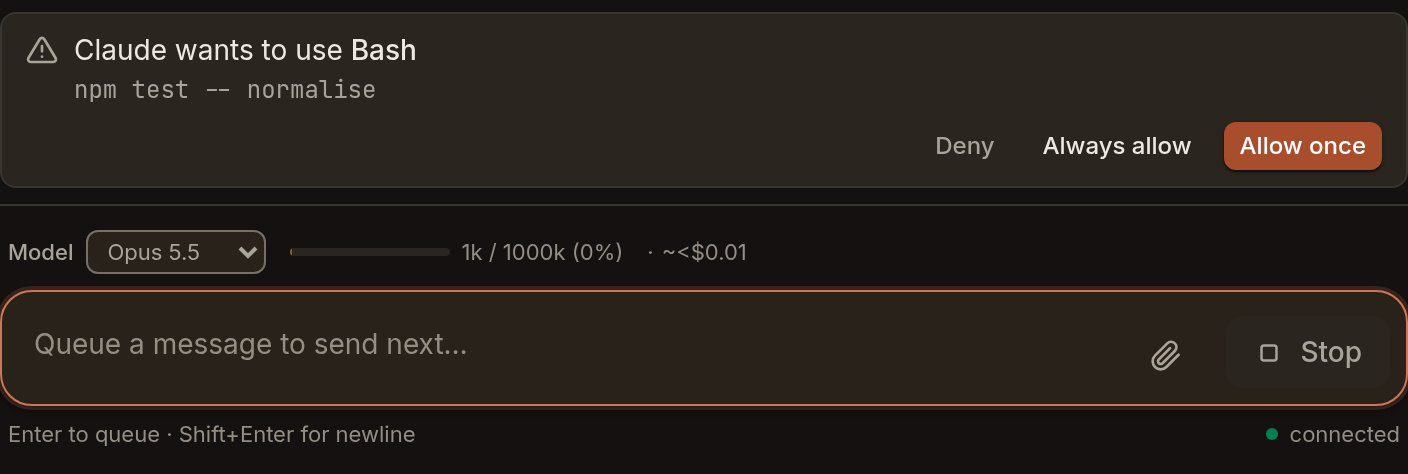 Claude wants to use Bash
npm test -- normalise
Deny Always allow Allow once
Model Opus 5.5 1k / 1000k (0%) · ~<$0.01
Queue a message to send next...
Stop
Enter to queue · Shift+Enter for newline connected